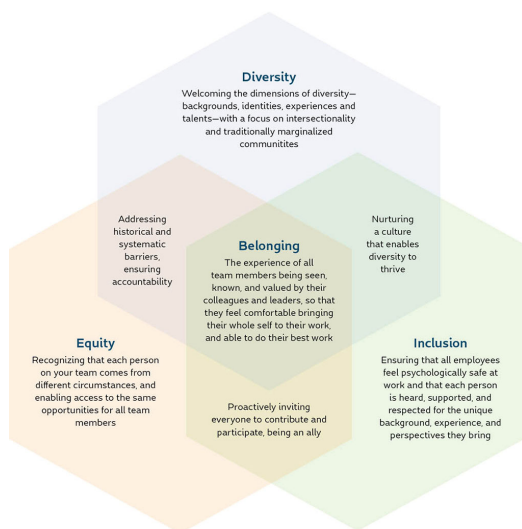 Diversity
Welcoming the dimensions of diversity—
backgrounds, identities, experiences and
talents—with a focus on intersectionality
and traditionally marginalized
communitites
Addressing
historical and
systematic
barriers,
ensuring
accountability
Nurturing
a culture
that enables
diversity to
thrive
Belonging
The experience of all
team members being seen,
known, and valued by their
colleagues and leaders, so that
they feel comfortable bringing
their whole self to their work,
and able to do their best work
Equity
Recognizing that each person
on your team comes from
different circumstances, and
enabling access to the same
opportunities for all team
members
Inclusion
Ensuring that all employees
feel psychologically safe at
work and that each person
is heard, supported, and
respected for the unique
background, experience, and
perspectives they bring
Proactively inviting
everyone to contribute and
participate, being an ally